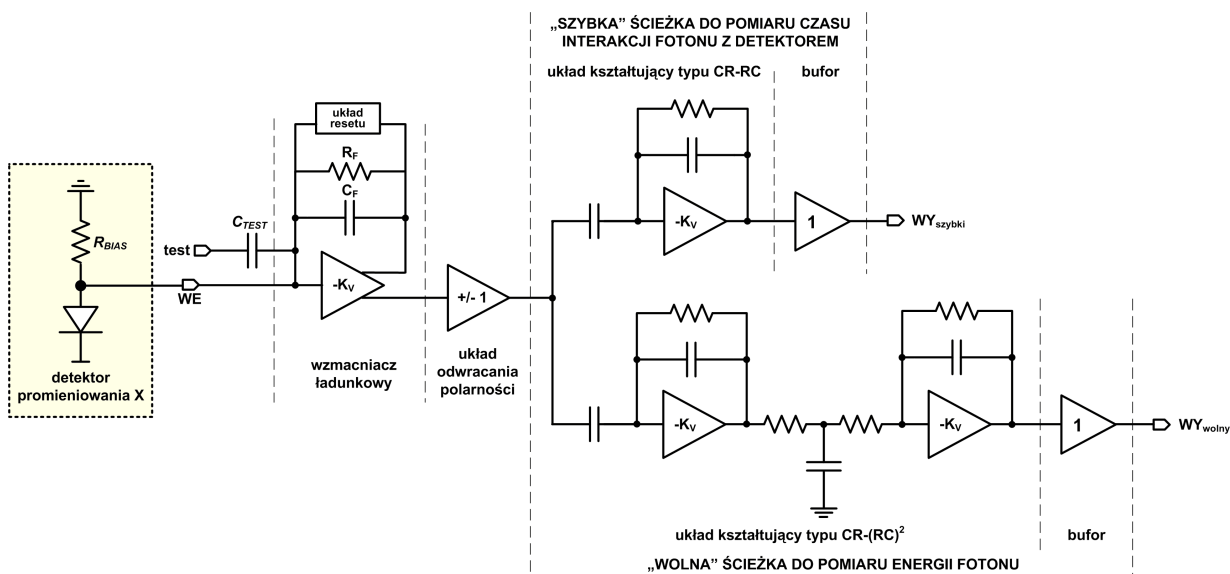 „SZYBKA” ŚCIEŻKA DO POMIARU CZASU
INTERAKCJI FOTONU Z DETEKTOREM
układ kształtujący typu CR-RC
bufor
układ
resetu
R_F
C_F
-K_V
R_BIAS
C_TEST
test
WE
detektor
promieniowania X
wzmacniacz
ładunkowy
+/- 1
układ
odwracania
polarności
-K_V
1
WY_szybki
-K_V
-K_V
1
WY_wolny
układ kształtujący typu CR-(RC)²
bufor
„WOLNA” ŚCIEŻKA DO POMIARU ENERGII FOTONU